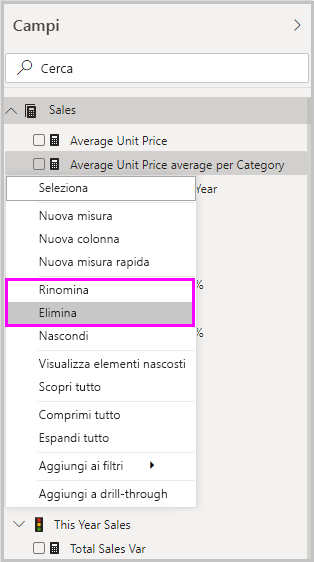 Campi
Cerca
Sales
Average Unit Price
Average Unit Price average per Category
Seleziona
Year
Nuova misura
Nuova colonna
Nuova misura rapida
Rinomina
%
Elimina
Nascondi
%
Visualizza elementi nascosti
Scopri tutto
Comprimi tutto
Espandi tutto
Aggiungi ai filtri
Aggiungi a drill-through
This Year Sales
Total Sales Var